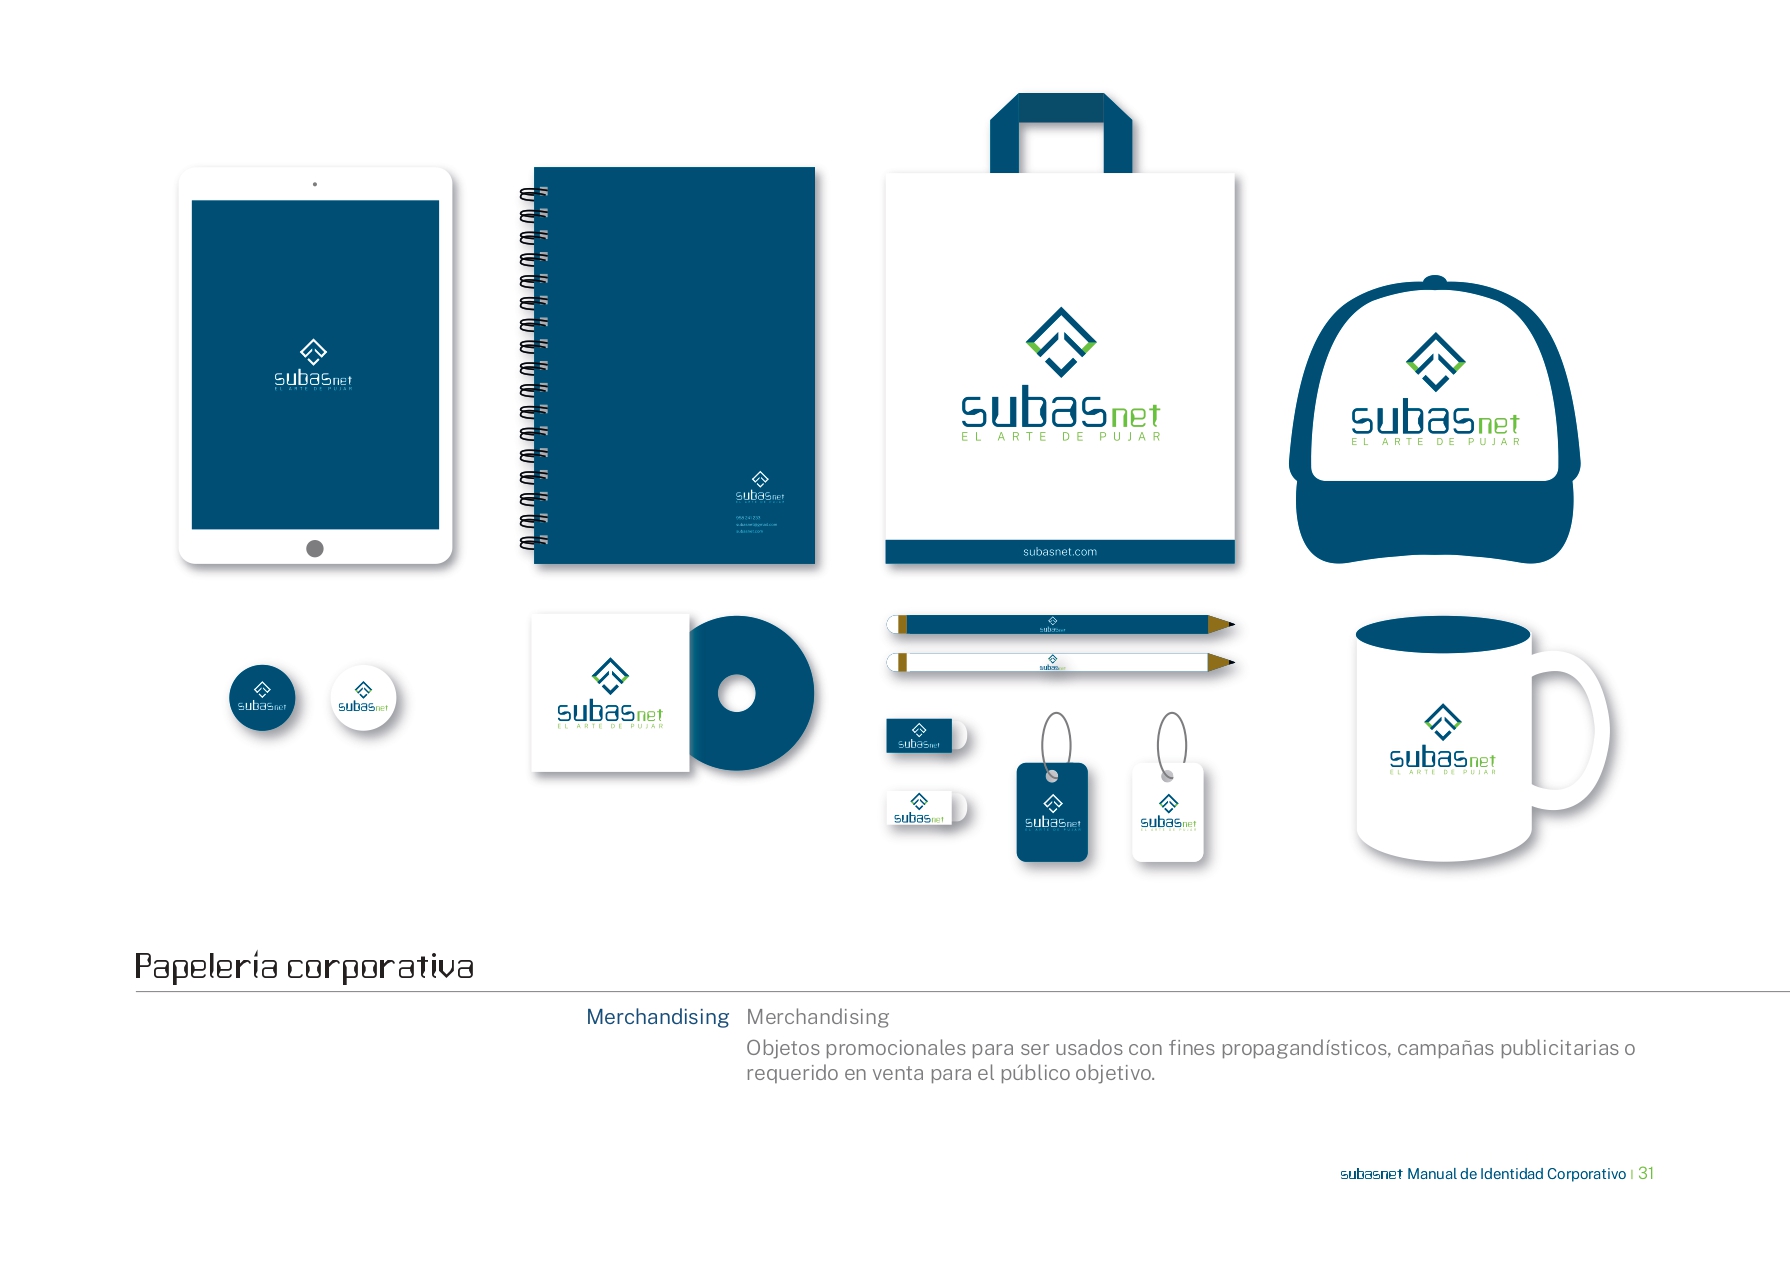 subasnet
EL ARTE DE PUJAR
subasnet
subasnet
EL ARTE DE PUJAR
subasnet.com
subasnet
EL ARTE DE PUJAR
subasnet
subasnet
subasnet
EL ARTE DE PUJAR
subasnet
subasnet
subasnet
subasnet
subasnet
subasnet
subasnet
EL ARTE DE PUJAR
Papelería corporativa
Merchandising
Merchandising
Objetos promocionales para ser usados con fines propagandísticos, campañas publicitarias o
requerido en venta para el público objetivo.
subasnet Manual de Identidad Corporativo | 31